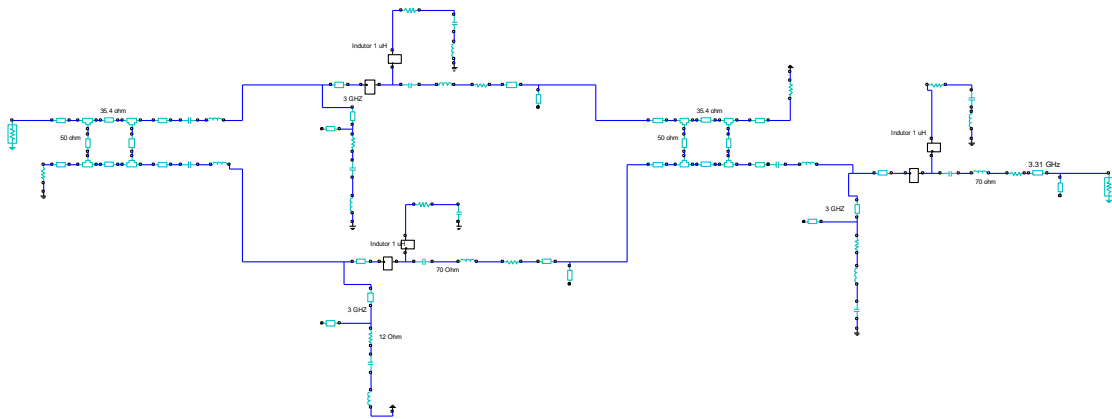 Indutor 1 uH
3 GHZ
35.4 ohm
50 ohm
35.4 ohm
50 ohm
Indutor 1 uH
3.31 GHz
70 ohm
3 GHZ
Indutor 1 uH
70 Ohm
3 GHZ
12 Ohm